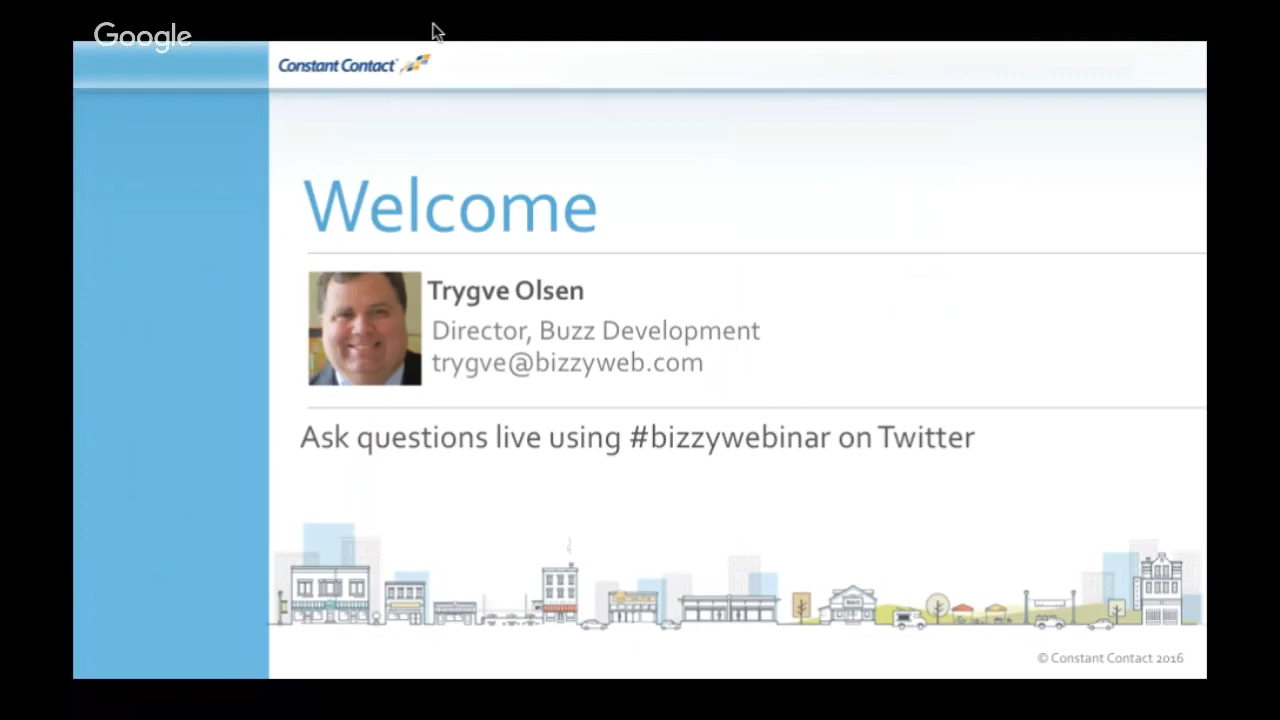 Google
Constant Contact
Welcome
Trygve Olsen
Director, Buzz Development
trygve@bizzyweb.com
Ask questions live using #bizzywebinar on Twitter
© Constant Contact 2016